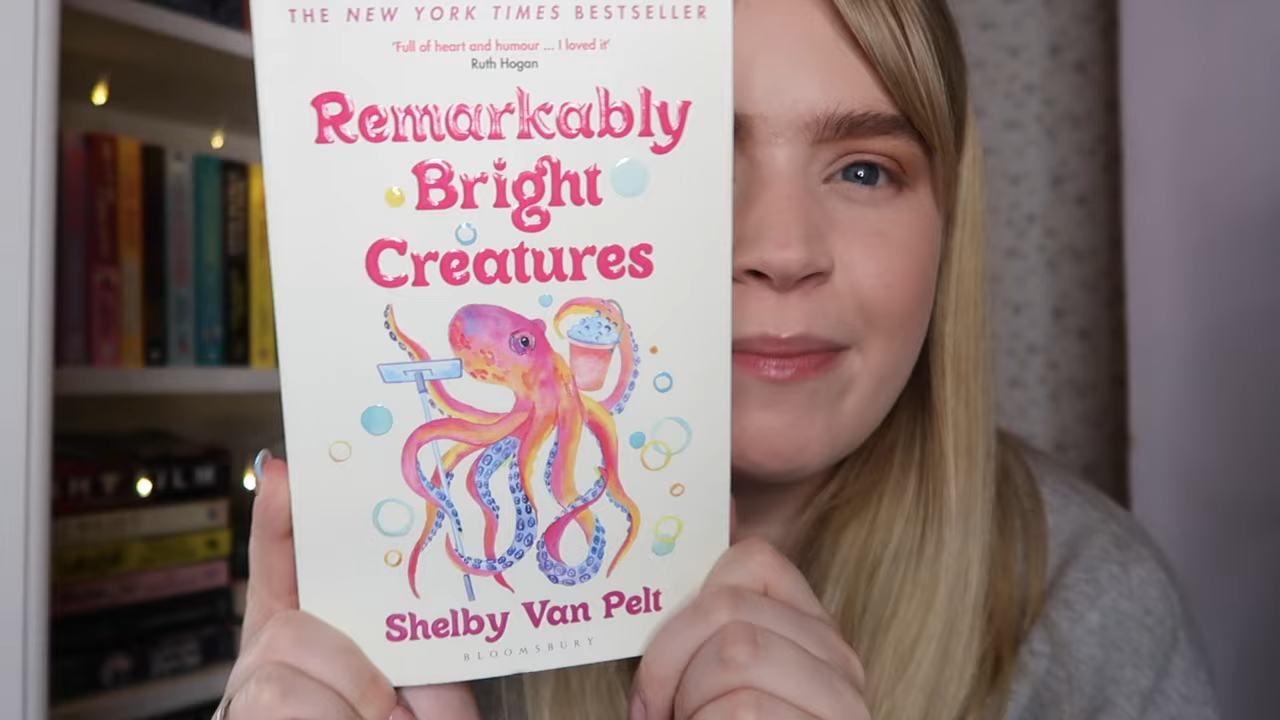 THE NEW YORK TIMES BESTSELLER
'Full of heart and humour ... I loved it'
Ruth Hogan
Remarkably
Bright
Creatures
Shelby Van Pelt
BLOOMSBURY